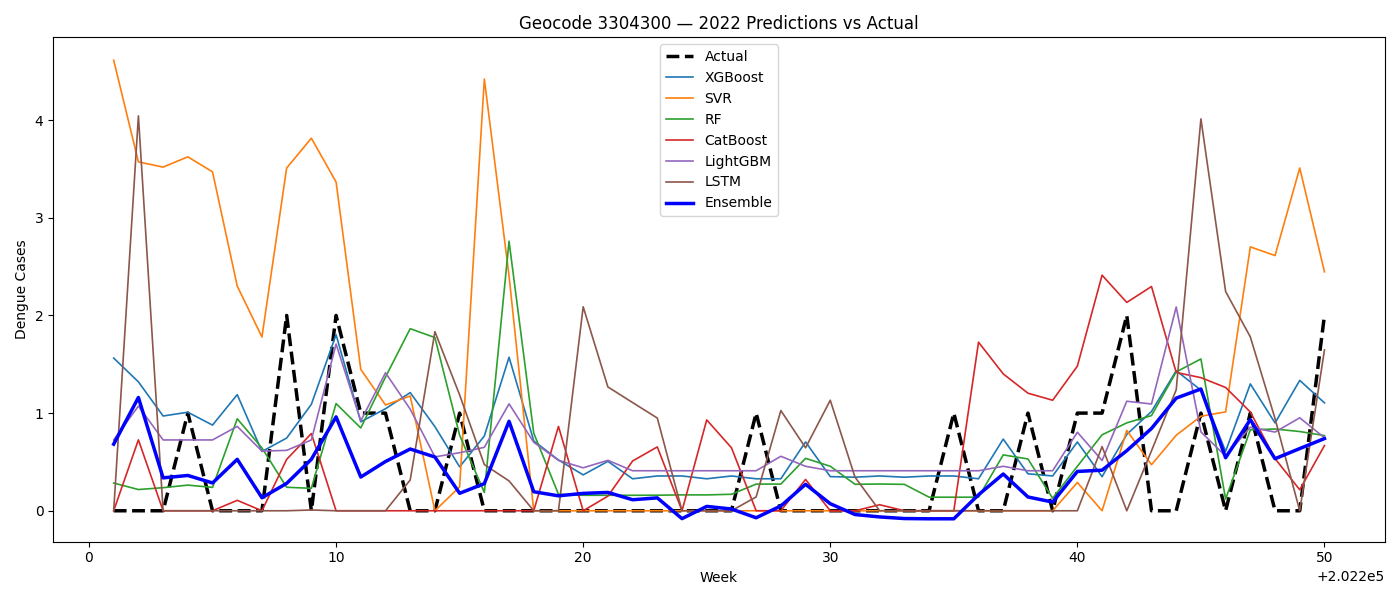 Geocode 3304300 — 2022 Predictions vs Actual
Dengue Cases
4
3
2
1
0
Actual
XGBoost
SVR
RF
CatBoost
LightGBM
LSTM
Ensemble
0 10 20 30 40 50
Week
+2.022e5